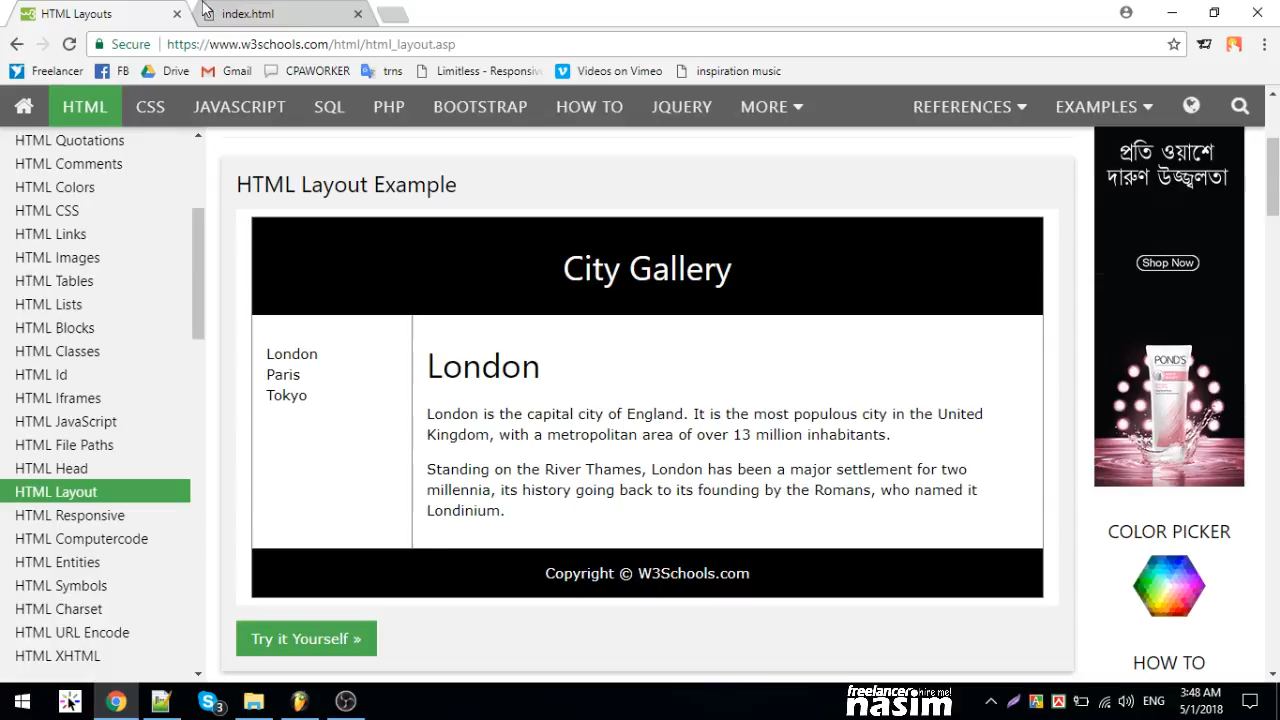 HTML Layouts
index.html
Secure
https://www.w3schools.com/html/html_layout.asp
Freelancer
FB
Drive
Gmail
CPAWORKER
trns
Limitless - Responsiv
Videos on Vimeo
inspiration music
HTML
CSS
JAVASCRIPT
SQL
PHP
BOOTSTRAP
HOW TO
JQUERY
MORE
REFERENCES
EXAMPLES
HTML Quotations
HTML Comments
HTML Colors
HTML CSS
HTML Links
HTML Images
HTML Tables
HTML Lists
HTML Blocks
HTML Classes
HTML Id
HTML Iframes
HTML JavaScript
HTML File Paths
HTML Head
HTML Layout
HTML Responsive
HTML Computercode
HTML Entities
HTML Symbols
HTML Charset
HTML URL Encode
HTML XHTML
HTML Layout Example
City Gallery
London
Paris
Tokyo
London
London is the capital city of England. It is the most populous city in the United
Kingdom, with a metropolitan area of over 13 million inhabitants.
Standing on the River Thames, London has been a major settlement for two
millennia, its history going back to its founding by the Romans, who named it
Londinium.
Copyright © W3Schools.com
Try it Yourself »
প্রতি ওয়াশে
দারুণ উজ্জ্বলতা
Shop Now
POND'S
COLOR PICKER
HOW TO
3
freelancer hire me!
nasim
ENG
3:48 AM
5/1/2018